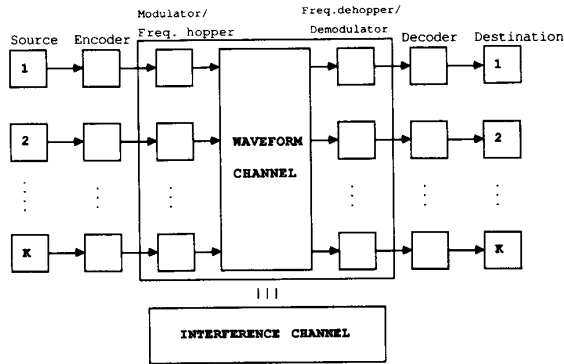 Modulator/ Freq.dehopper/
Source Encoder Freq. hopper Demodulator Decoder Destination
1 1
2 WAVEFORM 2
CHANNEL
K K
INTERFERENCE CHANNEL